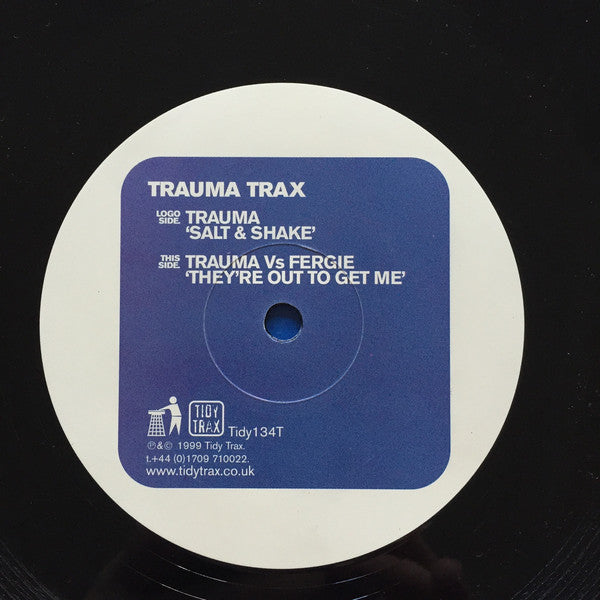 TRAUMA TRAX
LOGO SIDE. TRAUMA
'SALT & SHAKE'
THIS SIDE. TRAUMA Vs FERGIE
'THEY'RE OUT TO GET ME'
TIDY
TRAX
Tidy134T
℗&© 1999 Tidy Trax.
t.+44 (0)1709 710022.
www.tidytrax.co.uk